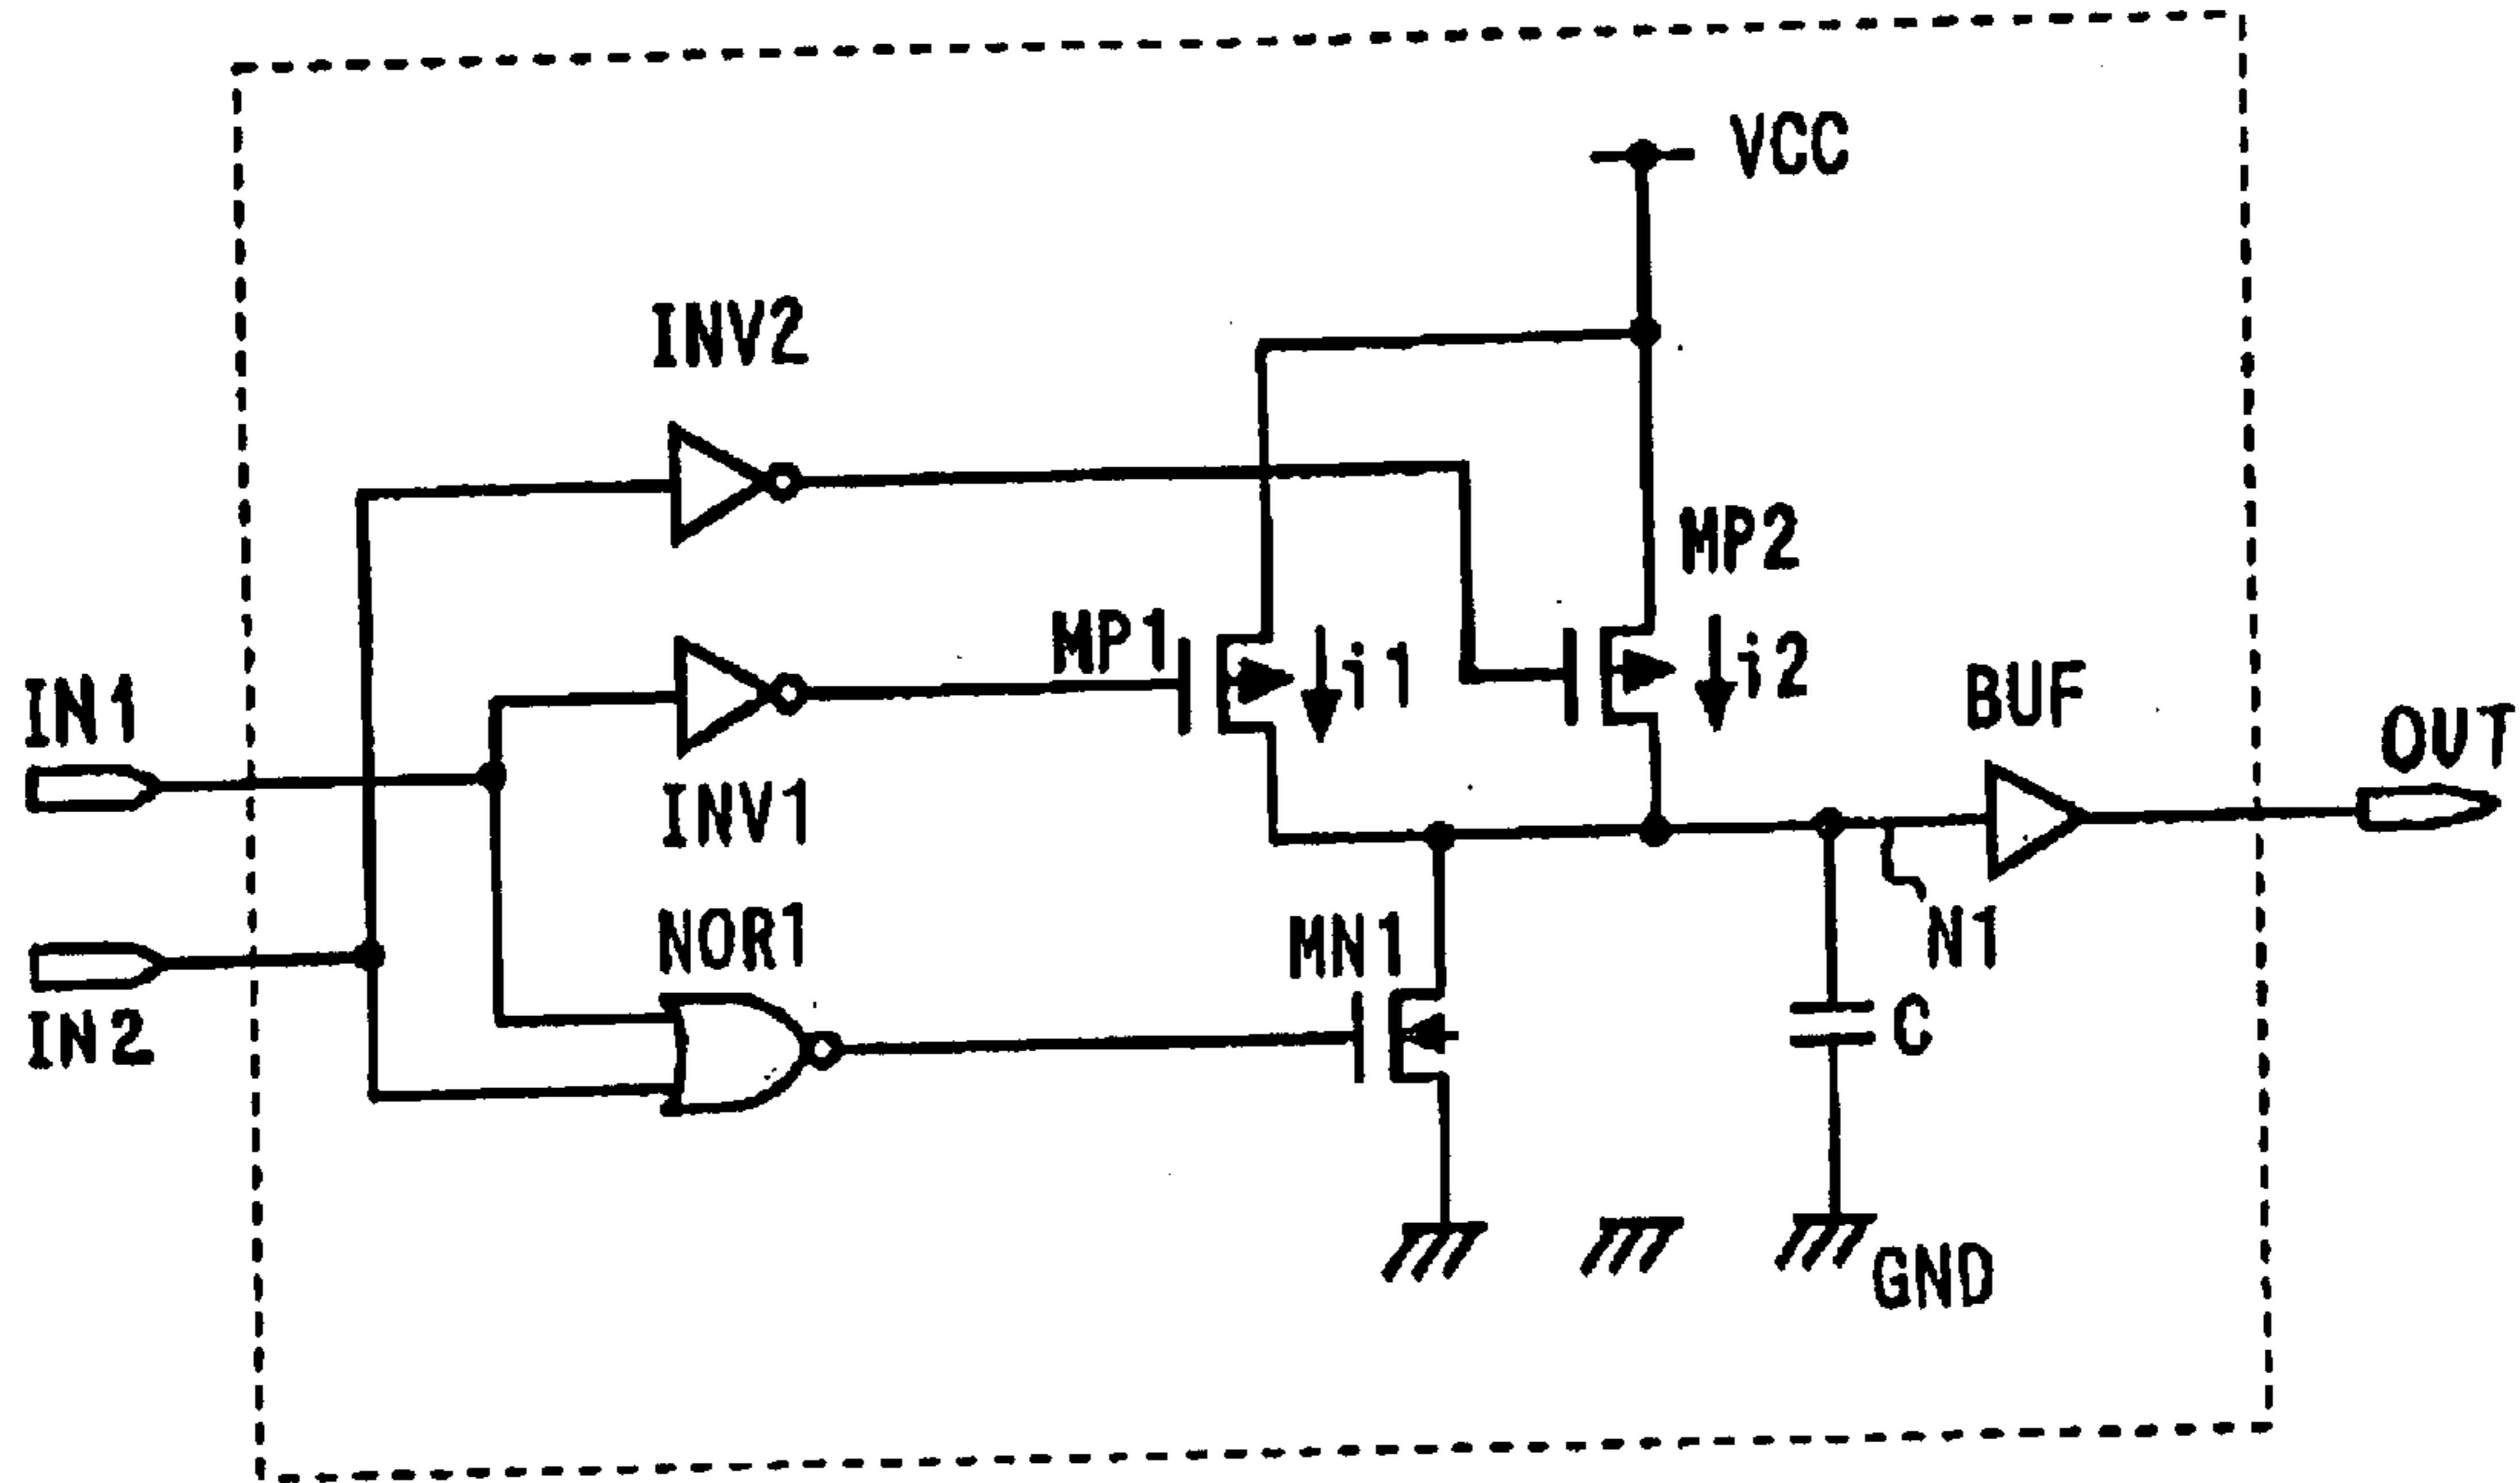 VCC
INV2
MP2
MP1
i1
i2
IN1
BUF
OUT
INV1
NOR1
MN1
N1
IN2
C
GND